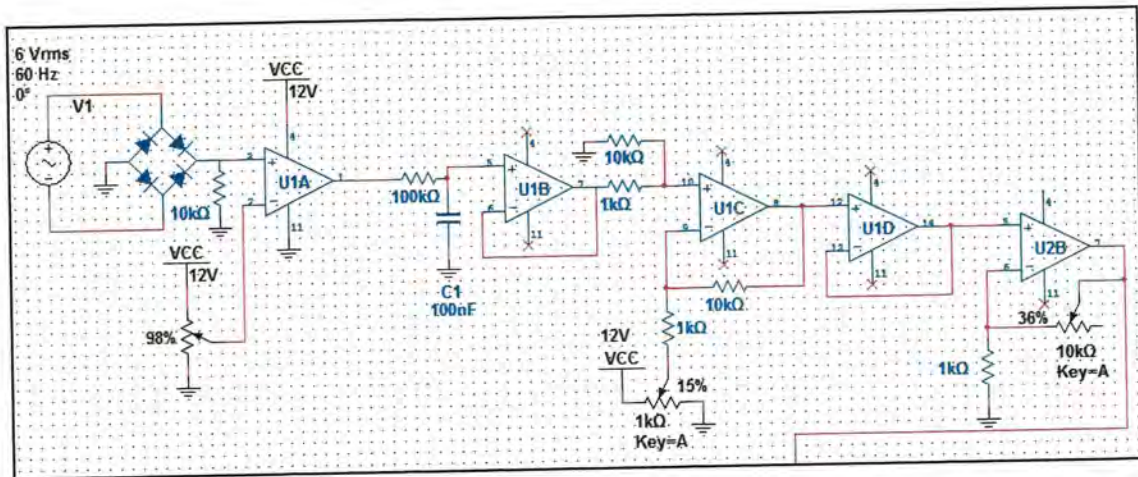 6 Vrms
60 Hz
0°
V1
VCC
12V
3
4
2
1
11
U1A
10kΩ
VCC
12V
98%
100kΩ
C1
100nF
5
4
6
7
11
U1B
10kΩ
1kΩ
10
4
9
8
11
U1C
10kΩ
1kΩ
12V
VCC
15%
1kΩ
Key=A
12
4
13
14
11
U1D
5
4
6
7
11
U2B
36%
10kΩ
Key=A
1kΩ